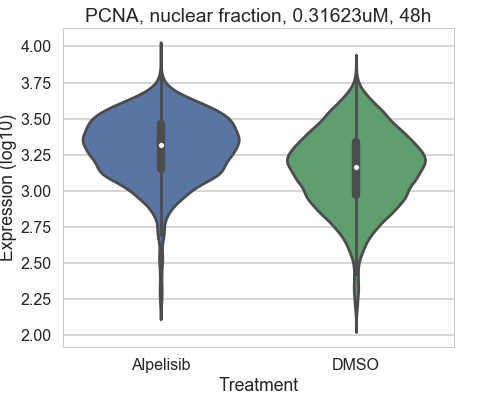 PCNA, nuclear fraction, 0.31623uM, 48h
Expression (log10)
4.00
3.75
3.50
3.25
3.00
2.75
2.50
2.25
2.00
Alpelisib DMSO
Treatment